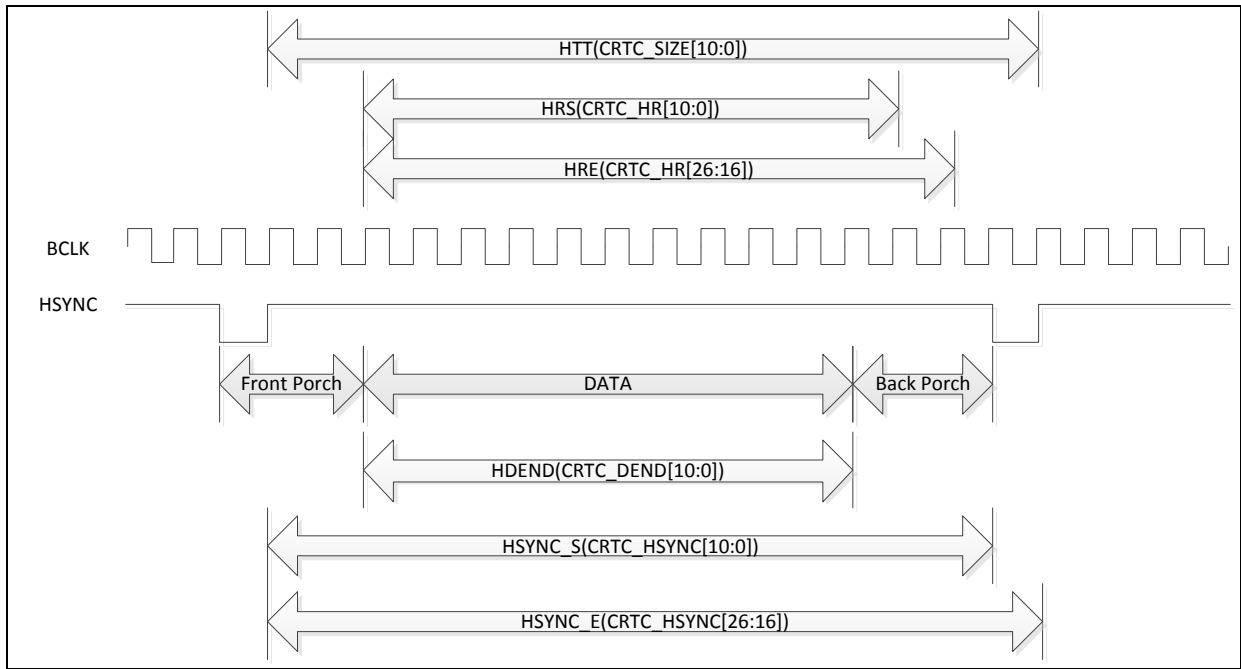 HTT(CRTC_SIZE[10:0])
HRS(CRTC_HR[10:0])
HRE(CRTC_HR[26:16])
BCLK
HSYNC
Front Porch
DATA
Back Porch
HDEND(CRTC_DEND[10:0])
HSYNC_S(CRTC_HSYNC[10:0])
HSYNC_E(CRTC_HSYNC[26:16])